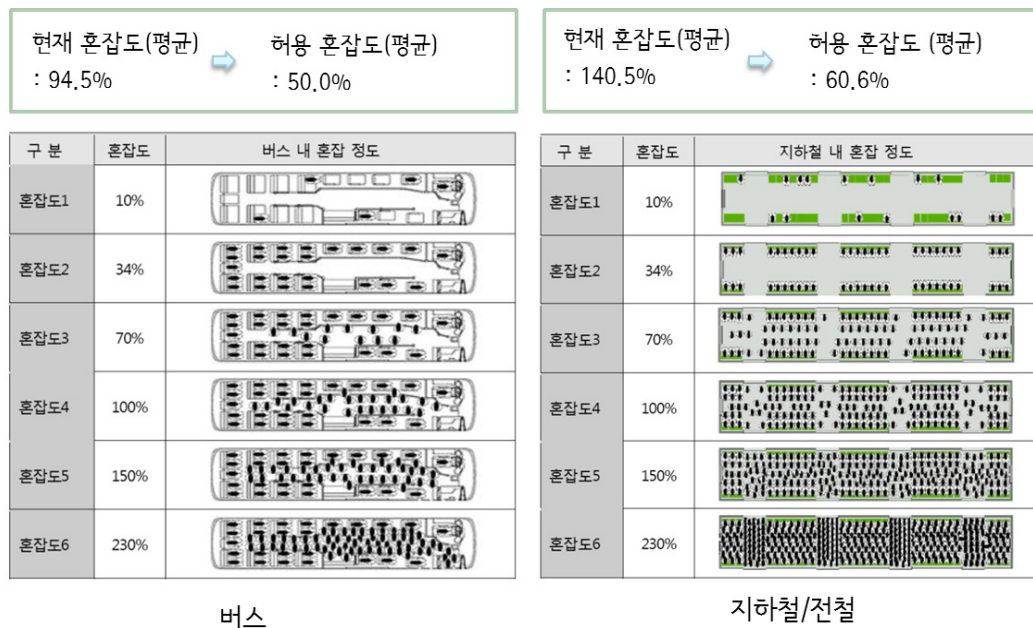 현재 혼잡도(평균)
: 94.5%
허용 혼잡도(평균)
: 50.0%
구 분 혼잡도 버스 내 혼잡 정도
혼잡도1 10%
혼잡도2 34%
혼잡도3 70%
혼잡도4 100%
혼잡도5 150%
혼잡도6 230%
버스
현재 혼잡도(평균)
: 140.5%
허용 혼잡도 (평균)
: 60.6%
구 분 혼잡도 지하철 내 혼잡 정도
혼잡도1 10%
혼잡도2 34%
혼잡도3 70%
혼잡도4 100%
혼잡도5 150%
혼잡도6 230%
지하철/전철